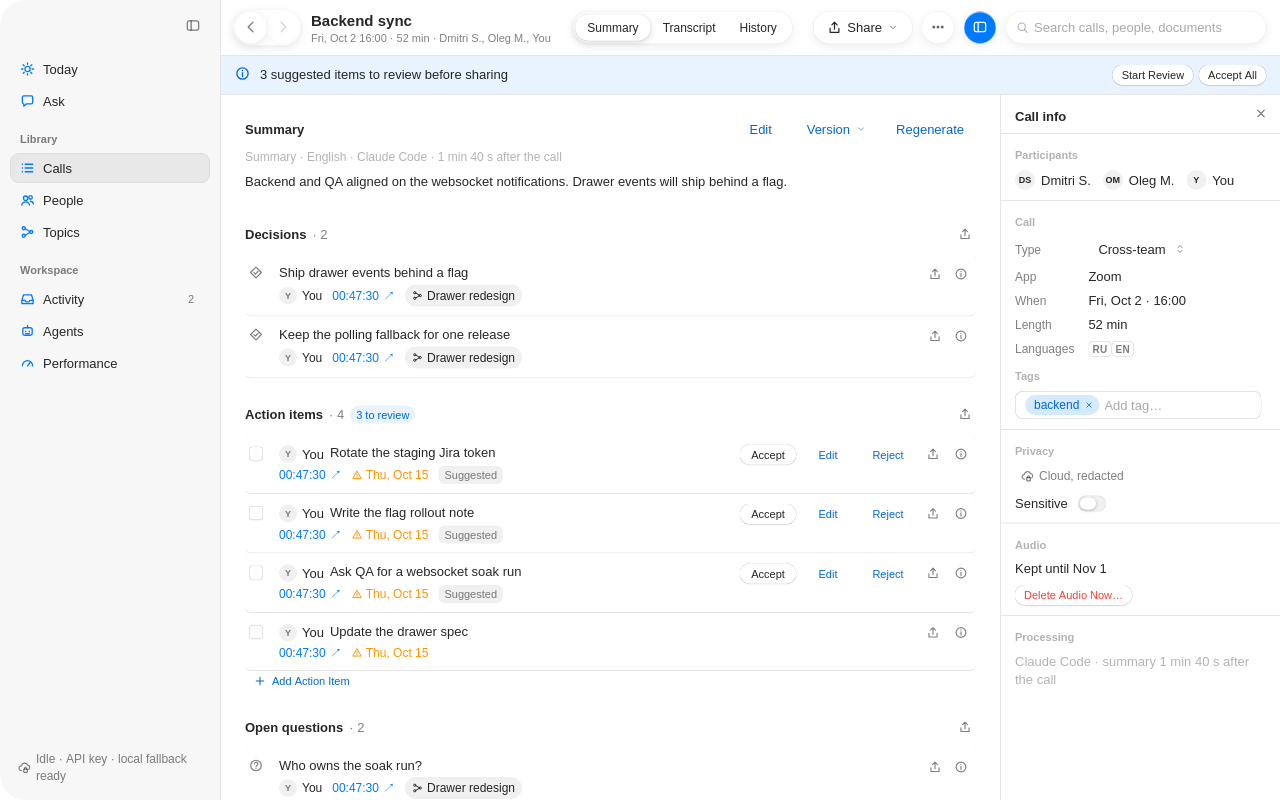 Today
Ask
Library
Calls
People
Topics
Workspace
Activity 2
Agents
Performance
Idle · API key · local fallback
ready
Backend sync
Fri, Oct 2 16:00 · 52 min · Dmitri S., Oleg M., You
Summary Transcript History
Share
Search calls, people, documents
3 suggested items to review before sharing
Start Review Accept All
Summary Edit Version Regenerate
Summary · English · Claude Code · 1 min 40 s after the call
Backend and QA aligned on the websocket notifications. Drawer events will ship behind a flag.
Decisions · 2
Ship drawer events behind a flag
Y You 00:47:30 Drawer redesign
Keep the polling fallback for one release
Y You 00:47:30 Drawer redesign
Action items · 4 3 to review
Y You Rotate the staging Jira token Accept Edit Reject
00:47:30 Thu, Oct 15 Suggested
Y You Write the flag rollout note Accept Edit Reject
00:47:30 Thu, Oct 15 Suggested
Y You Ask QA for a websocket soak run Accept Edit Reject
00:47:30 Thu, Oct 15 Suggested
Y You Update the drawer spec
00:47:30 Thu, Oct 15
Add Action Item
Open questions · 2
Who owns the soak run?
Y You 00:47:30 Drawer redesign
Call info
Participants
DS Dmitri S. OM Oleg M. Y You
Call
Type Cross-team
App Zoom
When Fri, Oct 2 · 16:00
Length 52 min
Languages RU EN
Tags
backend Add tag…
Privacy
Cloud, redacted
Sensitive
Audio
Kept until Nov 1
Delete Audio Now…
Processing
Claude Code · summary 1 min 40 s after
the call